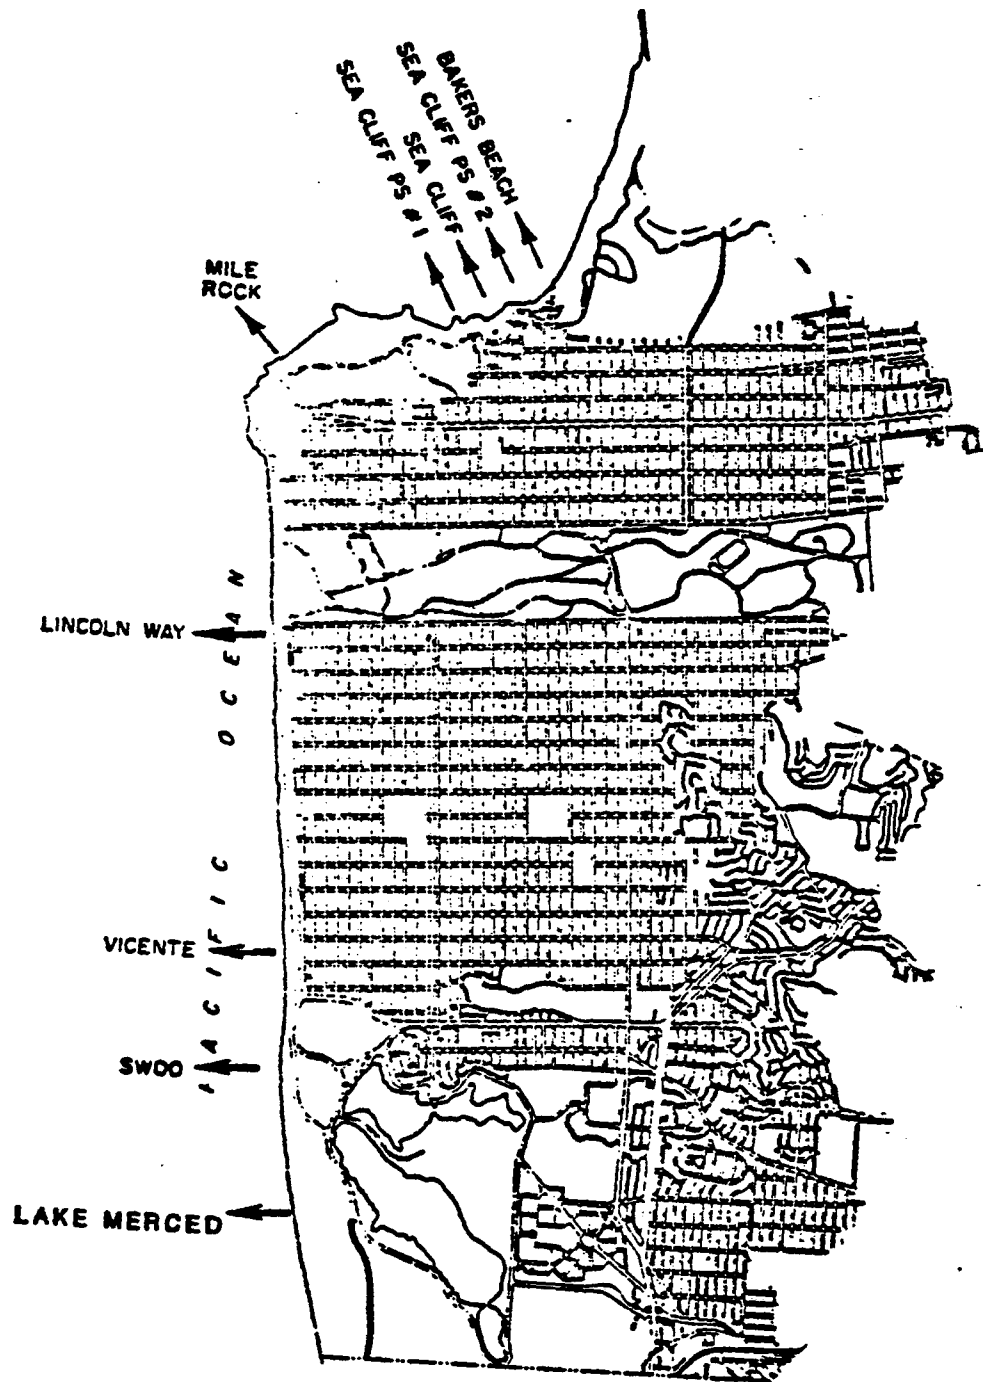 BAKERS BEACH
SEA CLIFF PS #2
SEA CLIFF
SEA CLIFF PS #1
MILE
ROCK
LINCOLN WAY
OCEAN
VICENTE
SWOO
LAKE MERCED